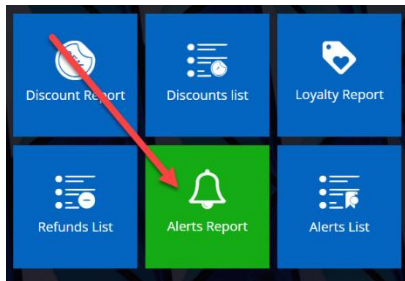 Discount Report
Discounts list
Loyalty Report
Refunds List
Alerts Report
Alerts List